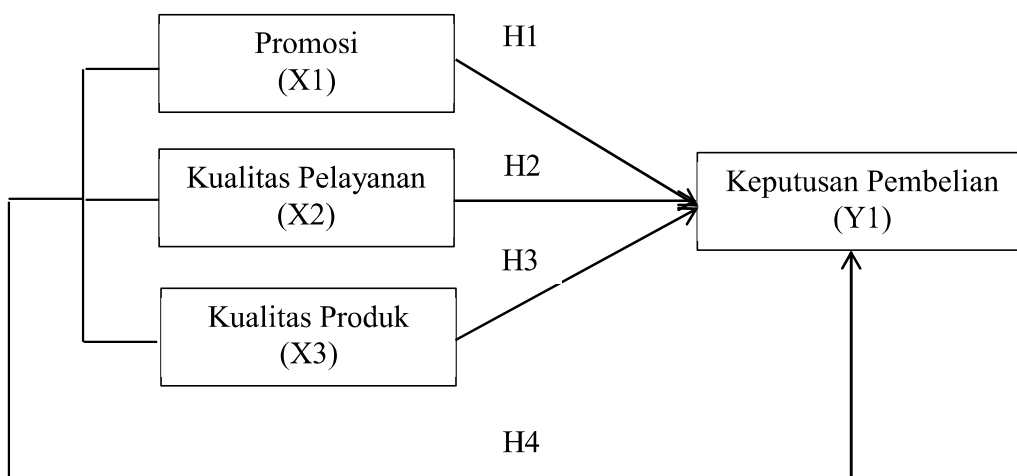 H1
Promosi
(X1)
H2
Kualitas Pelayanan
(X2)
Keputusan Pembelian
(Y1)
H3
Kualitas Produk
(X3)
H4